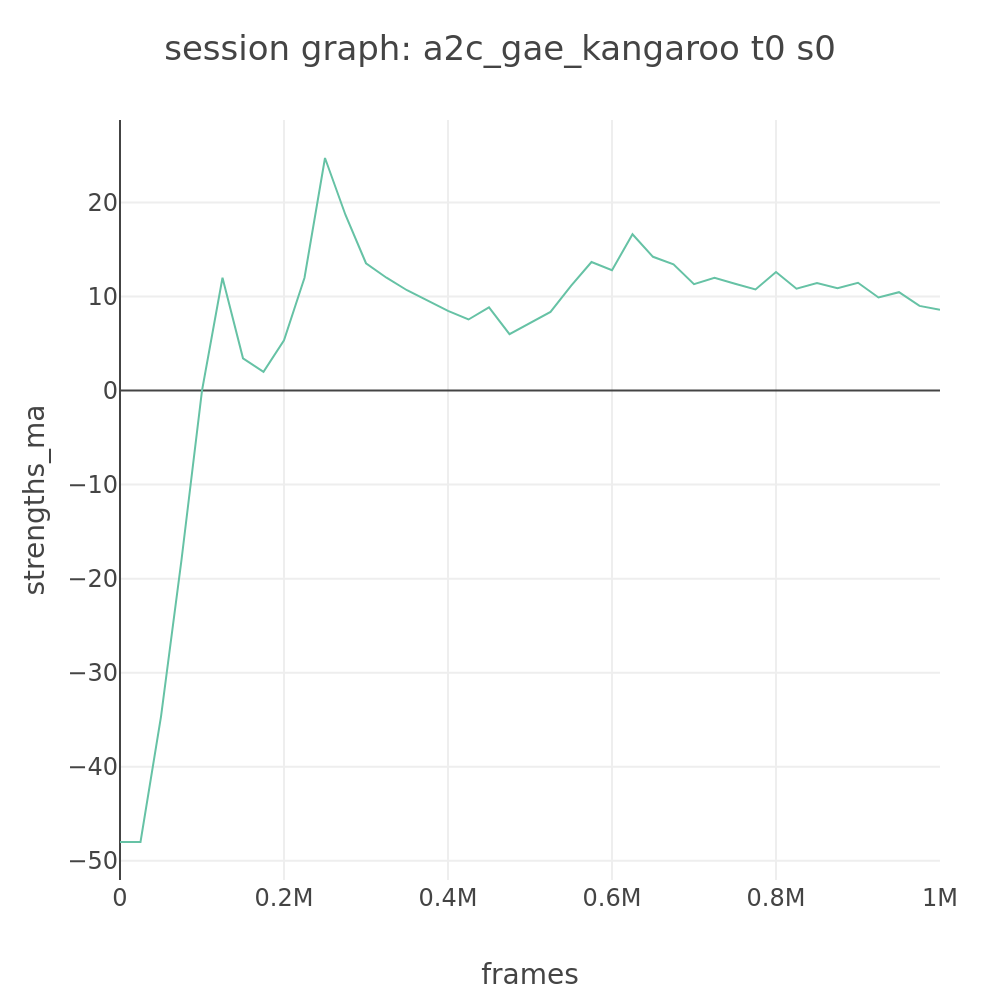 session graph: a2c_gae_kangaroo t0 s0
strengths_ma
20
10
0
−10
−20
−30
−40
−50
0
0.2M
0.4M
0.6M
0.8M
1M
frames